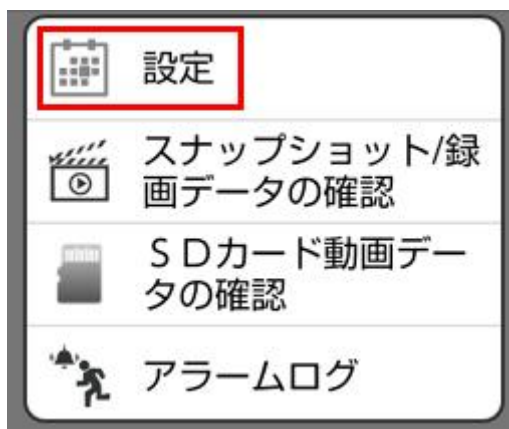 設定
スナップショット/録
画データの確認
ＳＤカード動画デー
タの確認
アラームログ